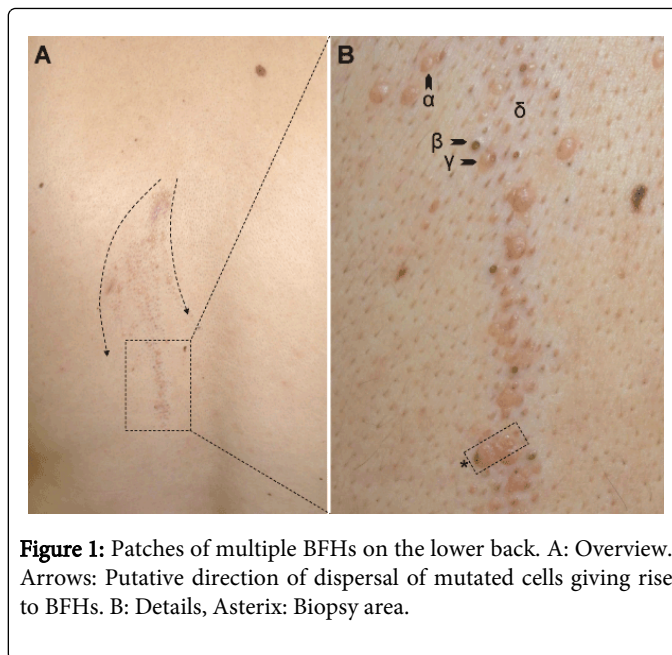 A
B
α
δ
β
γ
*
Figure 1: Patches of multiple BFHs on the lower back. A: Overview.
Arrows: Putative direction of dispersal of mutated cells giving rise
to BFHs. B: Details, Asterix: Biopsy area.